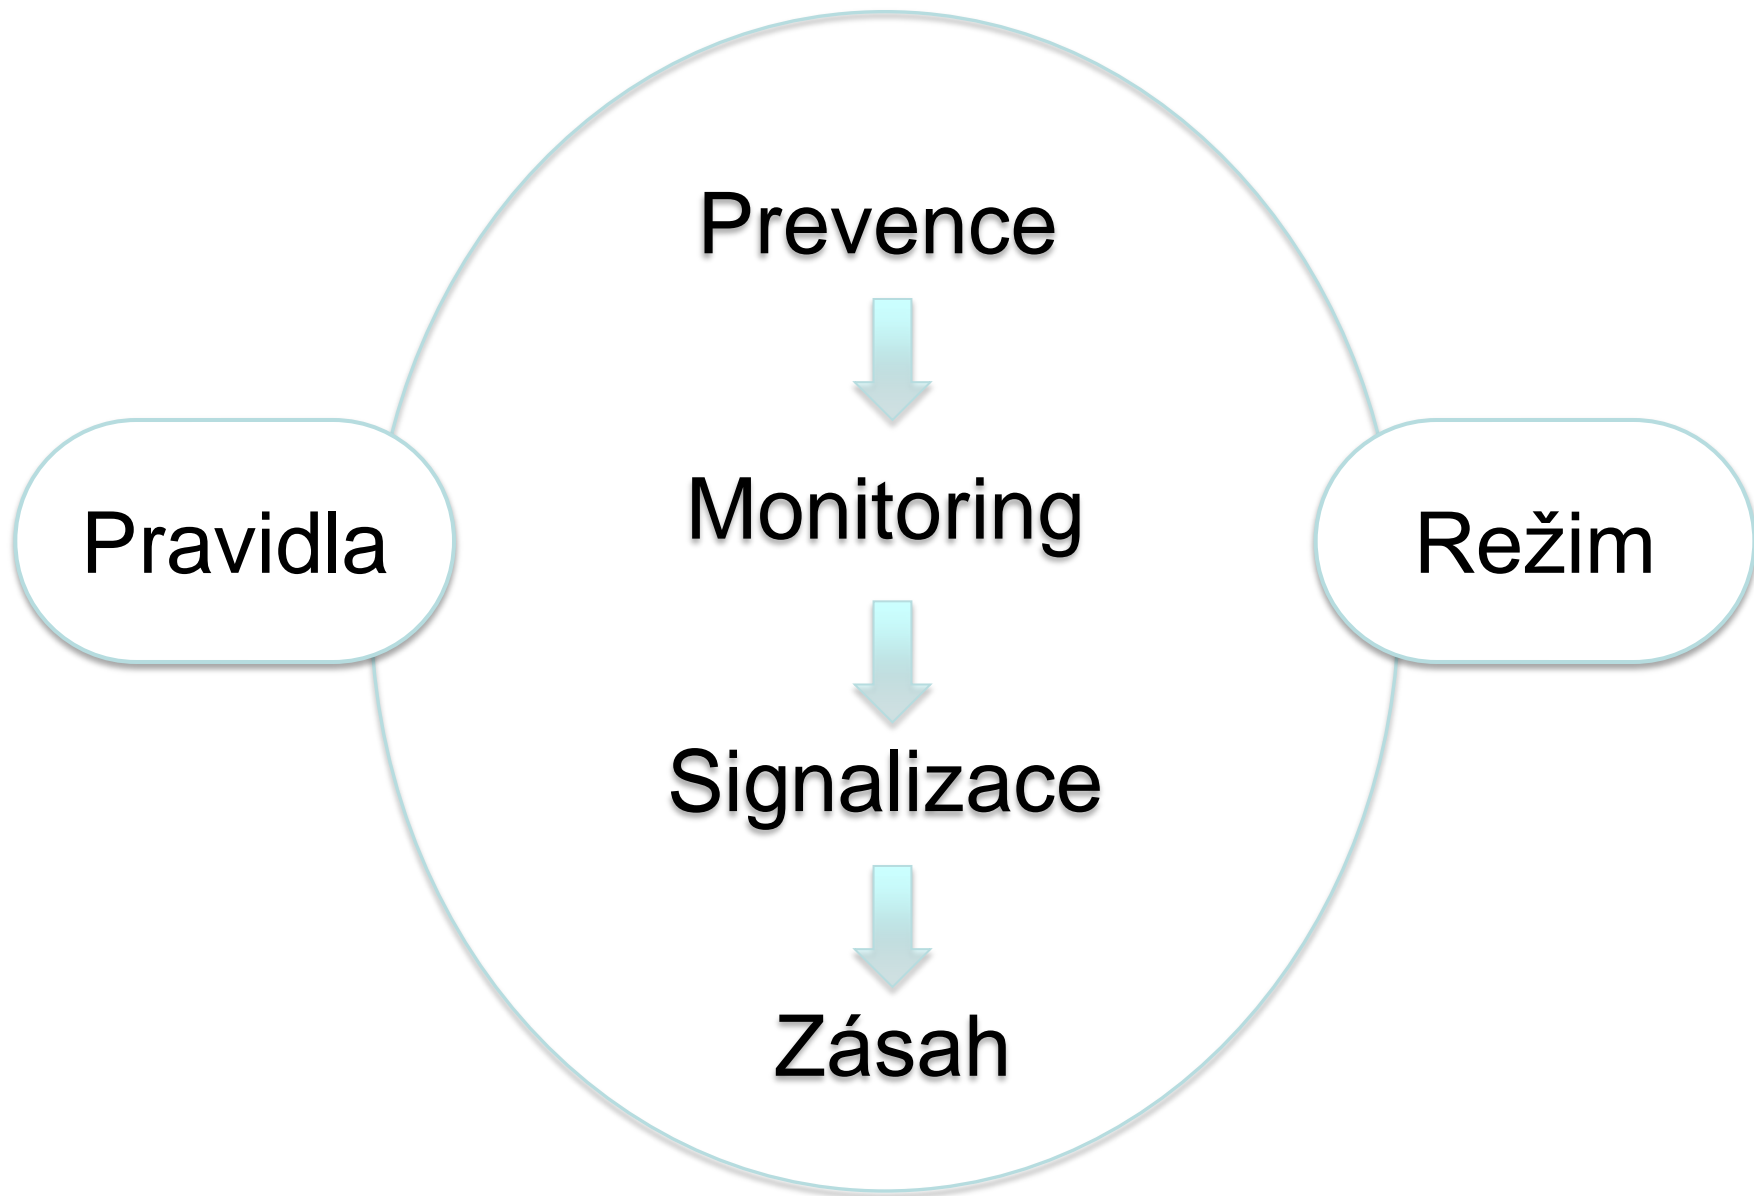 Prevence
Monitoring
Pravidla
Režim
Signalizace
Zásah